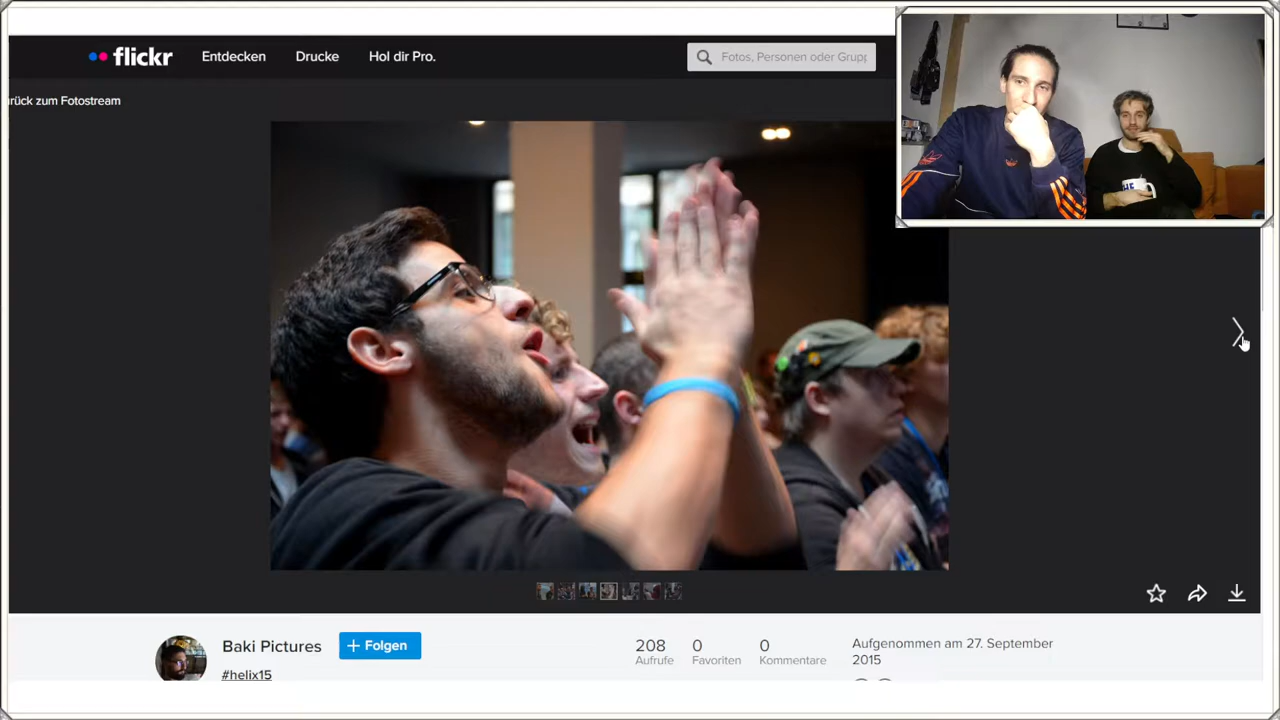 flickr Entdecken Drucke Hol dir Pro. Fotos, Personen oder Grupp
rück zum Fotostream
Baki Pictures + Folgen
#helix15
208 Aufrufe
0 Favoriten
0 Kommentare
Aufgenommen am 27. September
2015